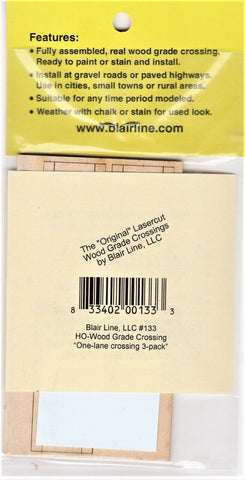 Features:
• Fully assembled, real wood grade crossing.
Ready to paint or stain and install.
• Install at gravel roads or paved highways.
Use in cities, small towns or rural areas.
• Suitable for any time period modeled.
• Weather with chalk or stain for used look.
www.blairline.com
The "Original" Lasercut
Wood Grade Crossings
by Blair Line, LLC
8 33402 00133 3
Blair Line, LLC #133
HO-Wood Grade Crossing
"One-lane crossing 3-pack"